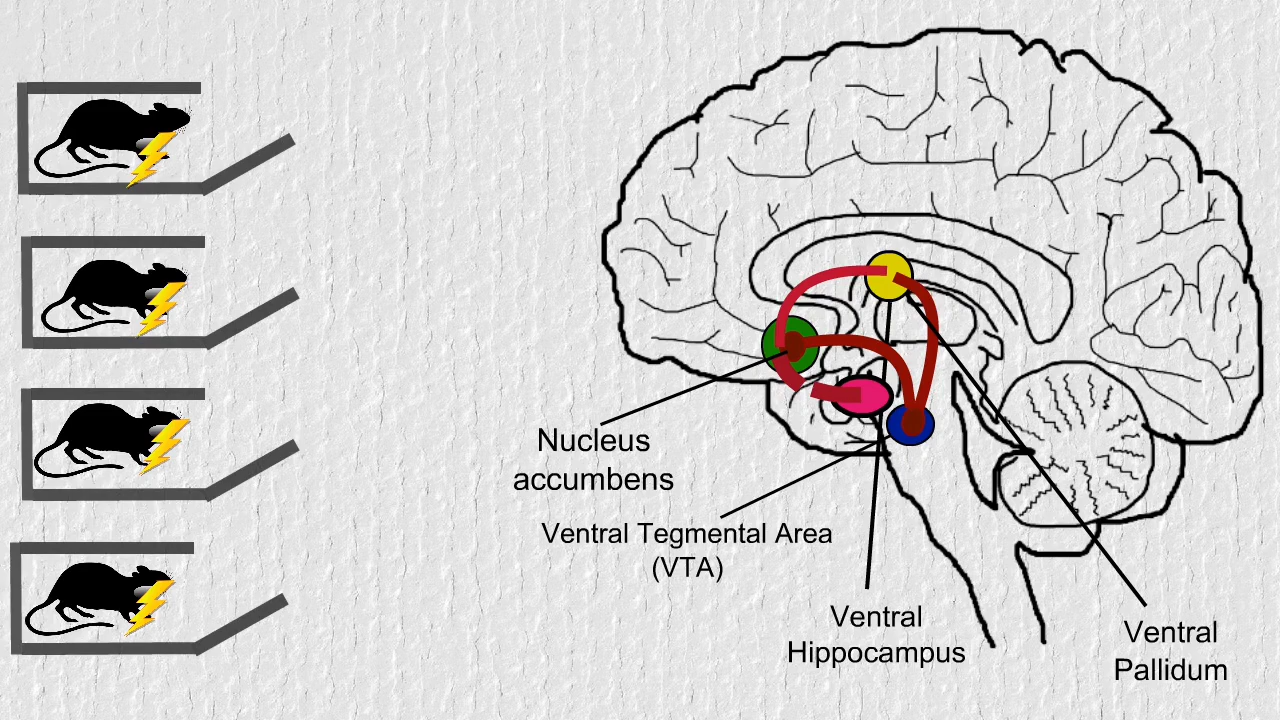 Nucleus
accumbens
Ventral Tegmental Area
(VTA)
Ventral
Hippocampus
Ventral
Pallidum